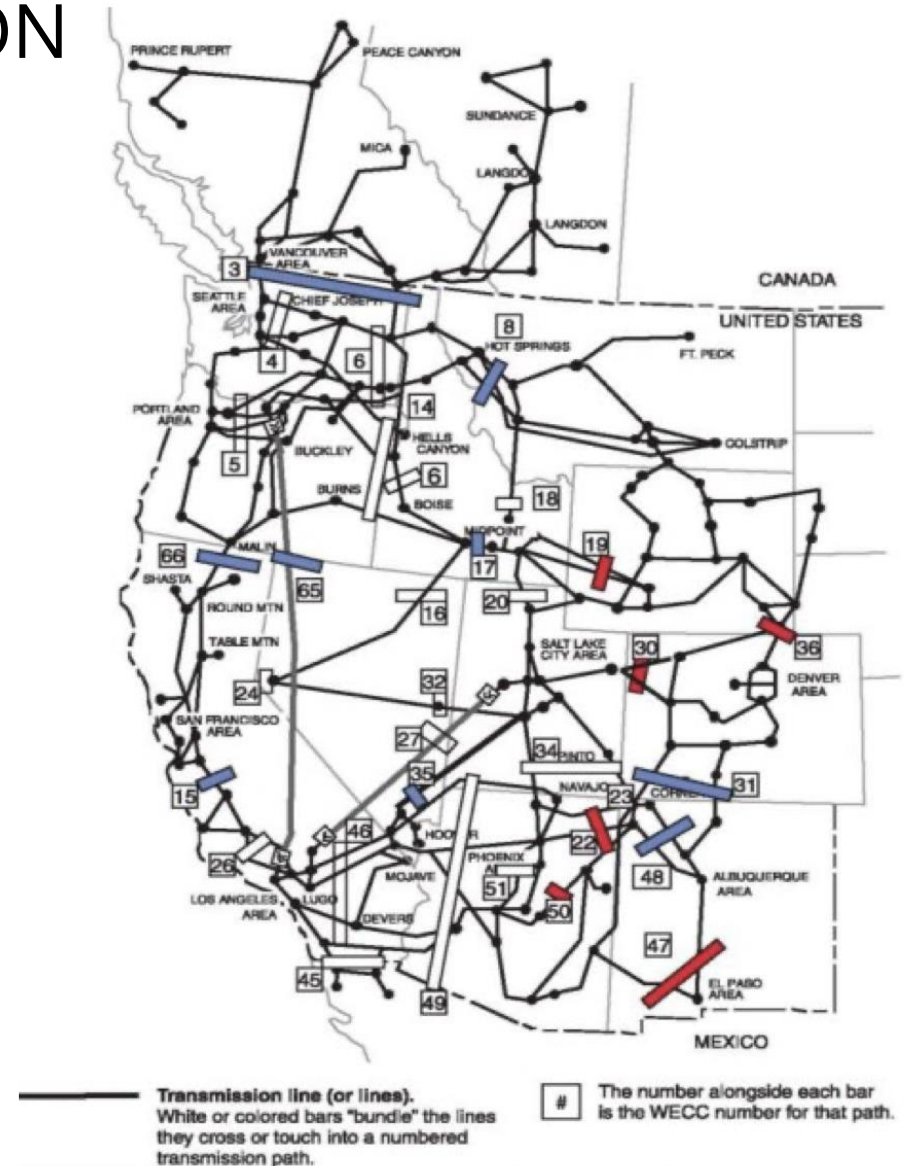 ON
PRINCE RUPERT
PEACE CANYON
SUNDANCE
MICA
LANGDO
LANGDON
VANCOUVER
AREA
3
CANADA
SEATTLE
AREA
CHIEF JOSEPH
UNITED STATES
8
HOT SPRINGS
FT. PECK
4
6
14
PORTLAND
AREA
HELLS
CANYON
COLSTRIP
5
BUCKLEY
6
BURNS
BOISE
18
MIDPOINT
66
MALIN
17
19
SHASTA
65
ROUND MTN
16
20
TABLE MTN
SALT LAKE
CITY AREA
30
36
24
32
DENVER
AREA
SAN FRANCISCO
AREA
27
34
PINTO
35
NAVAJO
23
31
15
46
HOOVER
22
26
PHOENIX
MOJAVE
48
ALBUQUERQUE
AREA
51
LOS ANGELES
AREA
LUGO
50
DEVERS
47
45
49
EL PASO
AREA
MEXICO
Transmission line (or lines).
White or colored bars "bundle" the lines
they cross or touch into a numbered
transmission path.
#
The number alongside each bar
is the WECC number for that path.